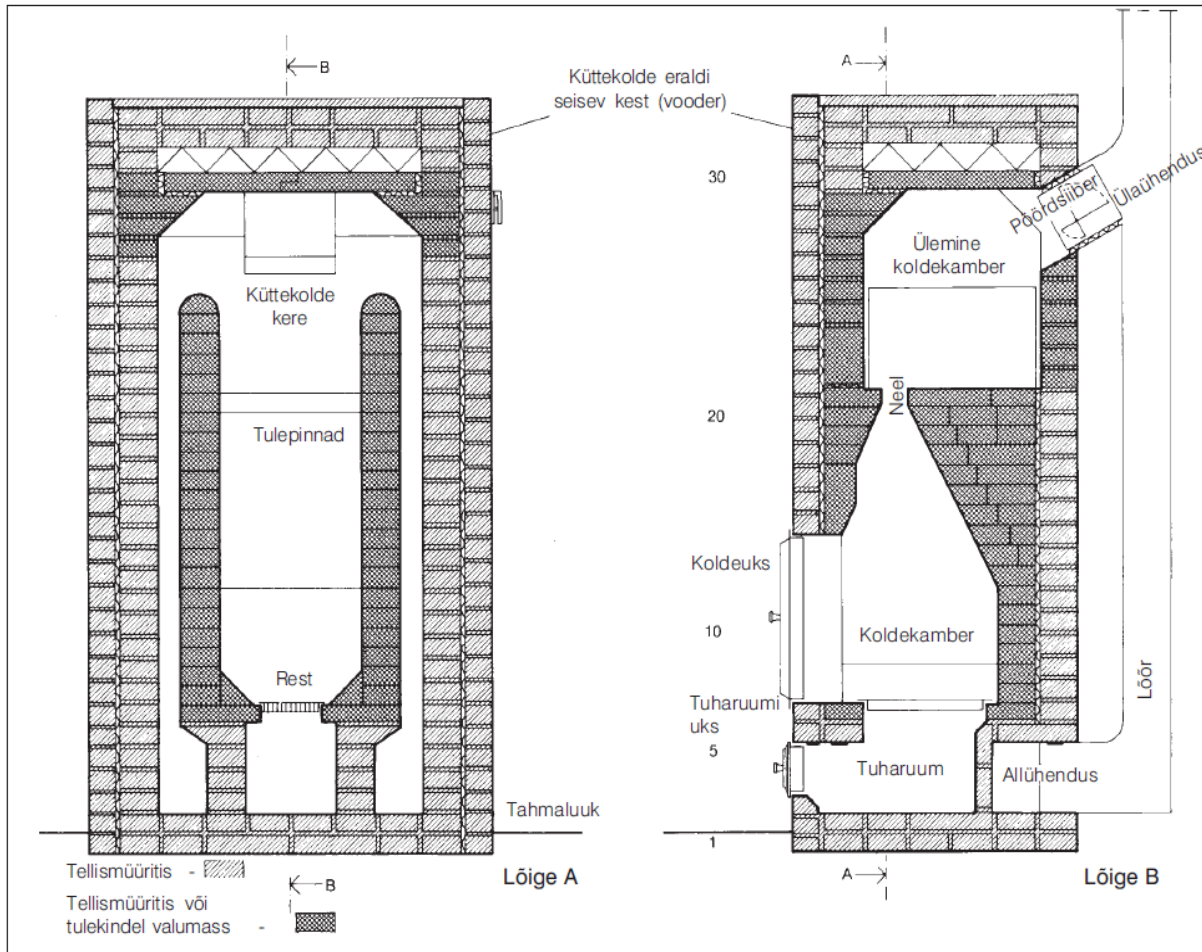 B
A
Küttekolde eraldi
seisev kest (vooder)
30
Pöördsiiber
Ülaühendus
Ülemine
koldekamber
Küttekolde
kere
Neel
20
Tulepinnad
Koldeuks
10
Koldekamber
Rest
Lõõr
Tuharuumi
uks
5
Tuharuum
Allühendus
Tahmaluuk
1
Tellismüüritis -
B
Lõige A
A
Lõige B
Tellismüüritis või
tulekindel valumass -